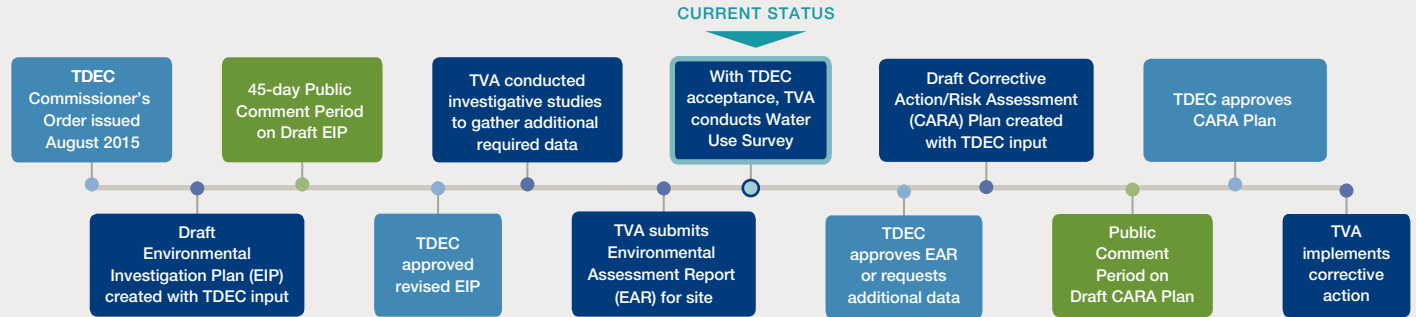 CURRENT STATUS
TDEC
Commissioner's
Order issued
August 2015
Draft
Environmental
Investigation Plan (EIP)
created with TDEC input
45-day Public
Comment Period
on Draft EIP
TDEC
approved
revised EIP
TVA conducted
investigative studies
to gather additional
required data
TVA submits
Environmental
Assessment Report
(EAR) for site
With TDEC
acceptance, TVA
conducts Water
Use Survey
TDEC
approves EAR
or requests
additional data
Draft Corrective
Action/Risk Assessment
(CARA) Plan created
with TDEC input
Public
Comment
Period on
Draft CARA Plan
TDEC approves
CARA Plan
TVA
implements
corrective
action